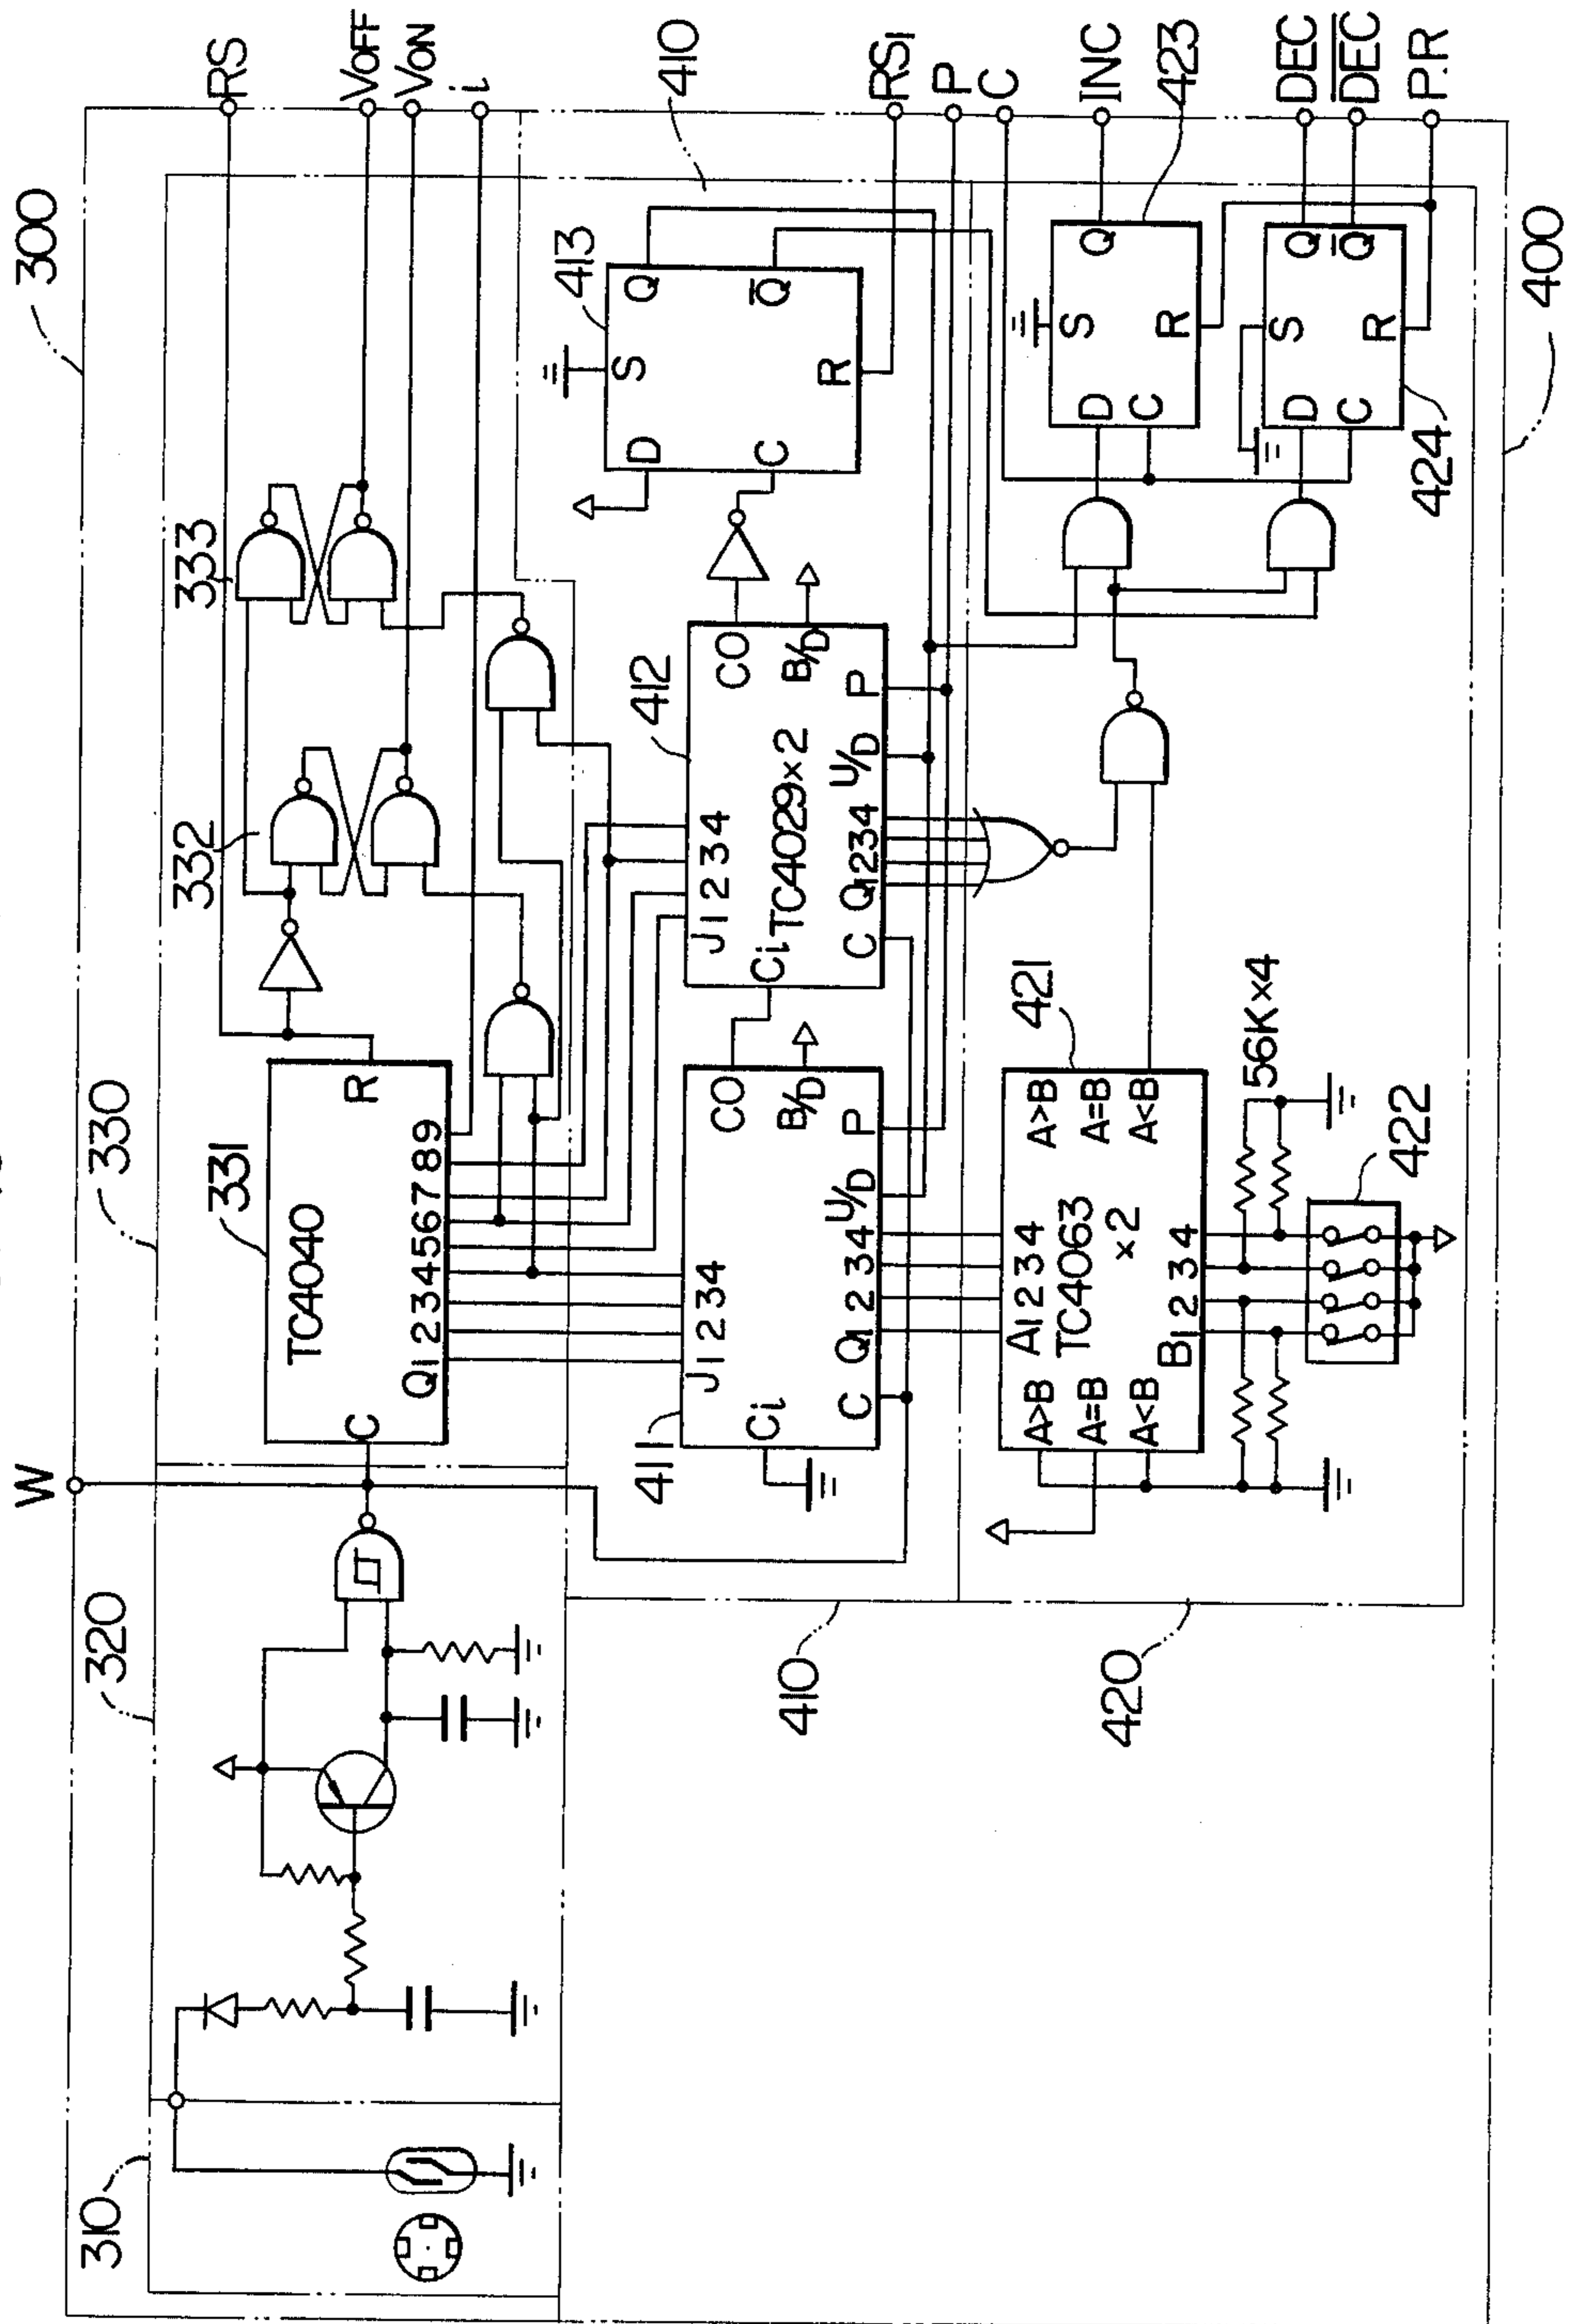 300
RS
VOFF
VON
i
330
333
332
W
331
TC4040
C
R
Q1 2 3 4 5 6 7 8 9
320
310
410
413
D
S
Q
Q̅
C
R
RS1
P
C
INC
423
DEC
D̅E̅C̅
P.R
412
J1 2 3 4
Ci
CO
TC4029×2
B/D
C
Q1 2 3 4
U/D
P
411
J1 2 3 4
Ci
CO
B/D
C
Q1 2 3 4
U/D
P
S
D
Q
C
R
S
D
Q
Q̅
C
R
424
410
421
A>B
A=B
A<B
A1 2 3 4
TC4063
×2
A>B
A=B
A<B
B1 2 3 4
56K×4
422
420
400